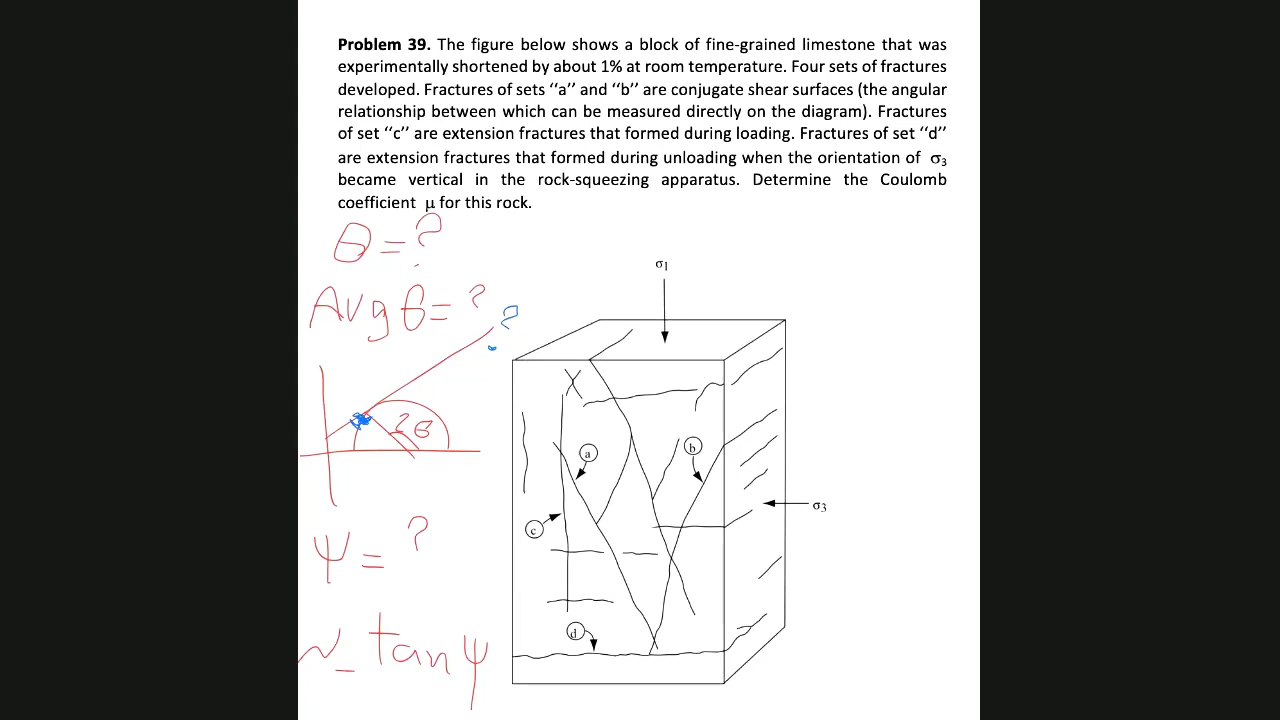 Problem 39. The figure below shows a block of fine-grained limestone that was
experimentally shortened by about 1% at room temperature. Four sets of fractures
developed. Fractures of sets ‘‘a’’ and ‘‘b’’ are conjugate shear surfaces (the angular
relationship between which can be measured directly on the diagram). Fractures
of set ‘‘c’’ are extension fractures that formed during loading. Fractures of set ‘‘d’’
are extension fractures that formed during unloading when the orientation of σ3
became vertical in the rock-squeezing apparatus. Determine the Coulomb
coefficient μ for this rock.
θ = ?
σ1
Avg θ = ?
?
2θ
a
b
σ3
c
ψ = ?
d
tan ψ